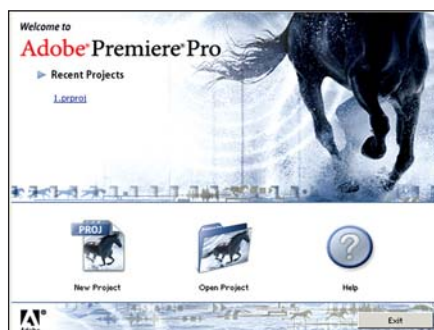 Welcome to
Adobe® Premiere® Pro
Recent Projects
1.prproj
PROJ
New Project
Open Project
Help
Adobe
Exit